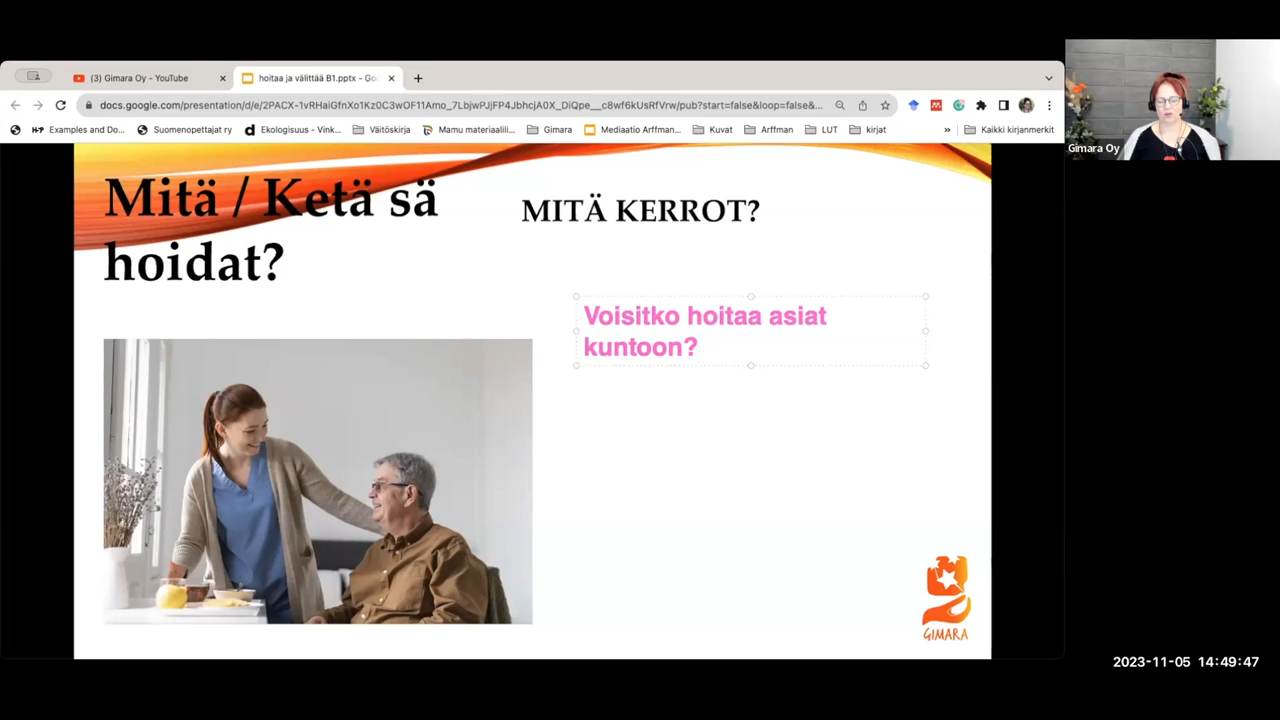 (3) Gimara Oy - YouTube
hoitaa ja välittää B1.pptx - Go
docs.google.com/presentation/d/e/2PACX-1vRHaiGfnXo1Kz0C3wOF11Amo_7LbjwPJjFP4JbhcjA0X_DiQpe__c8wf6kUsRfVrw/pub?start=false&loop=false&...
Examples and Do...
Suomenopettajat ry
Ekologisuus - Vink...
Väitöskirja
Mamu materiaalili...
Gimara
Mediaatio Arffman...
Kuvat
Arffman
LUT
kirjat
»
Kaikki kirjanmerkit
Gimara Oy
Mitä / Ketä sä
hoidat?
MITÄ KERROT?
Voisitko hoitaa asiat
kuntoon?
GIMARA
2023-11-05 14:49:47